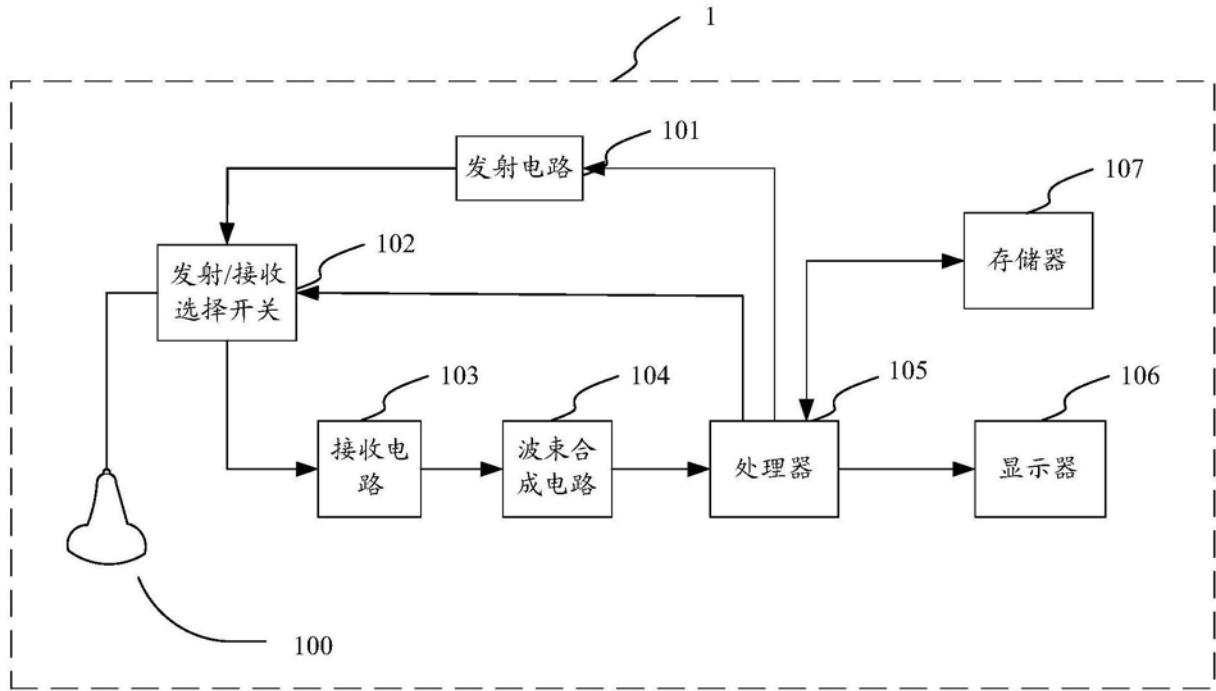 1
101
发射电路
107
102
发射/接收
选择开关
存储器
103
104
105
106
接收电
路
波束合
成电路
处理器
显示器
100